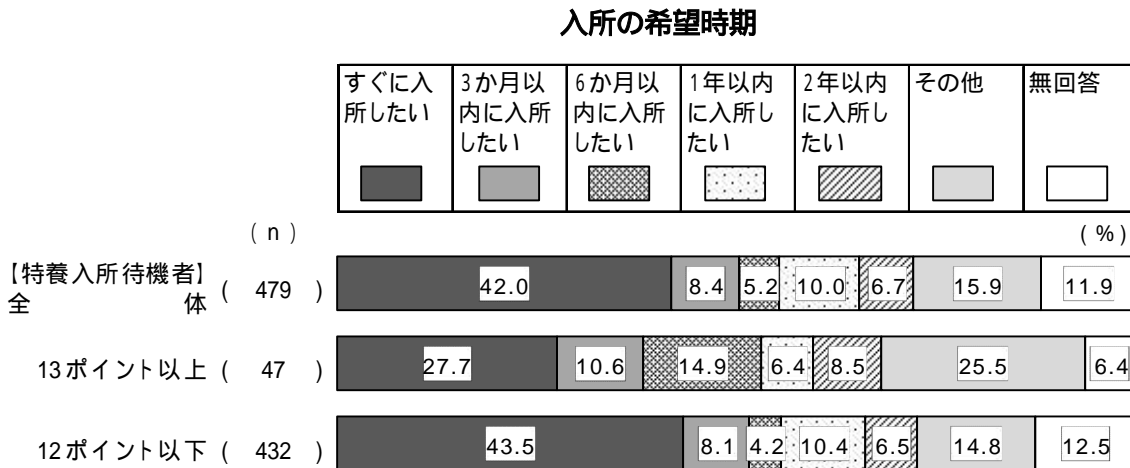 入所の希望時期
すぐに入所したい
3か月以内に入所したい
6か月以内に入所したい
1年以内に入所したい
2年以内に入所したい
その他
無回答
(n)
(%)
【特養入所待機者】
全体 ( 479 ) 42.0 8.4 5.2 10.0 6.7 15.9 11.9
13ポイント以上 ( 47 ) 27.7 10.6 14.9 6.4 8.5 25.5 6.4
12ポイント以下 ( 432 ) 43.5 8.1 4.2 10.4 6.5 14.8 12.5